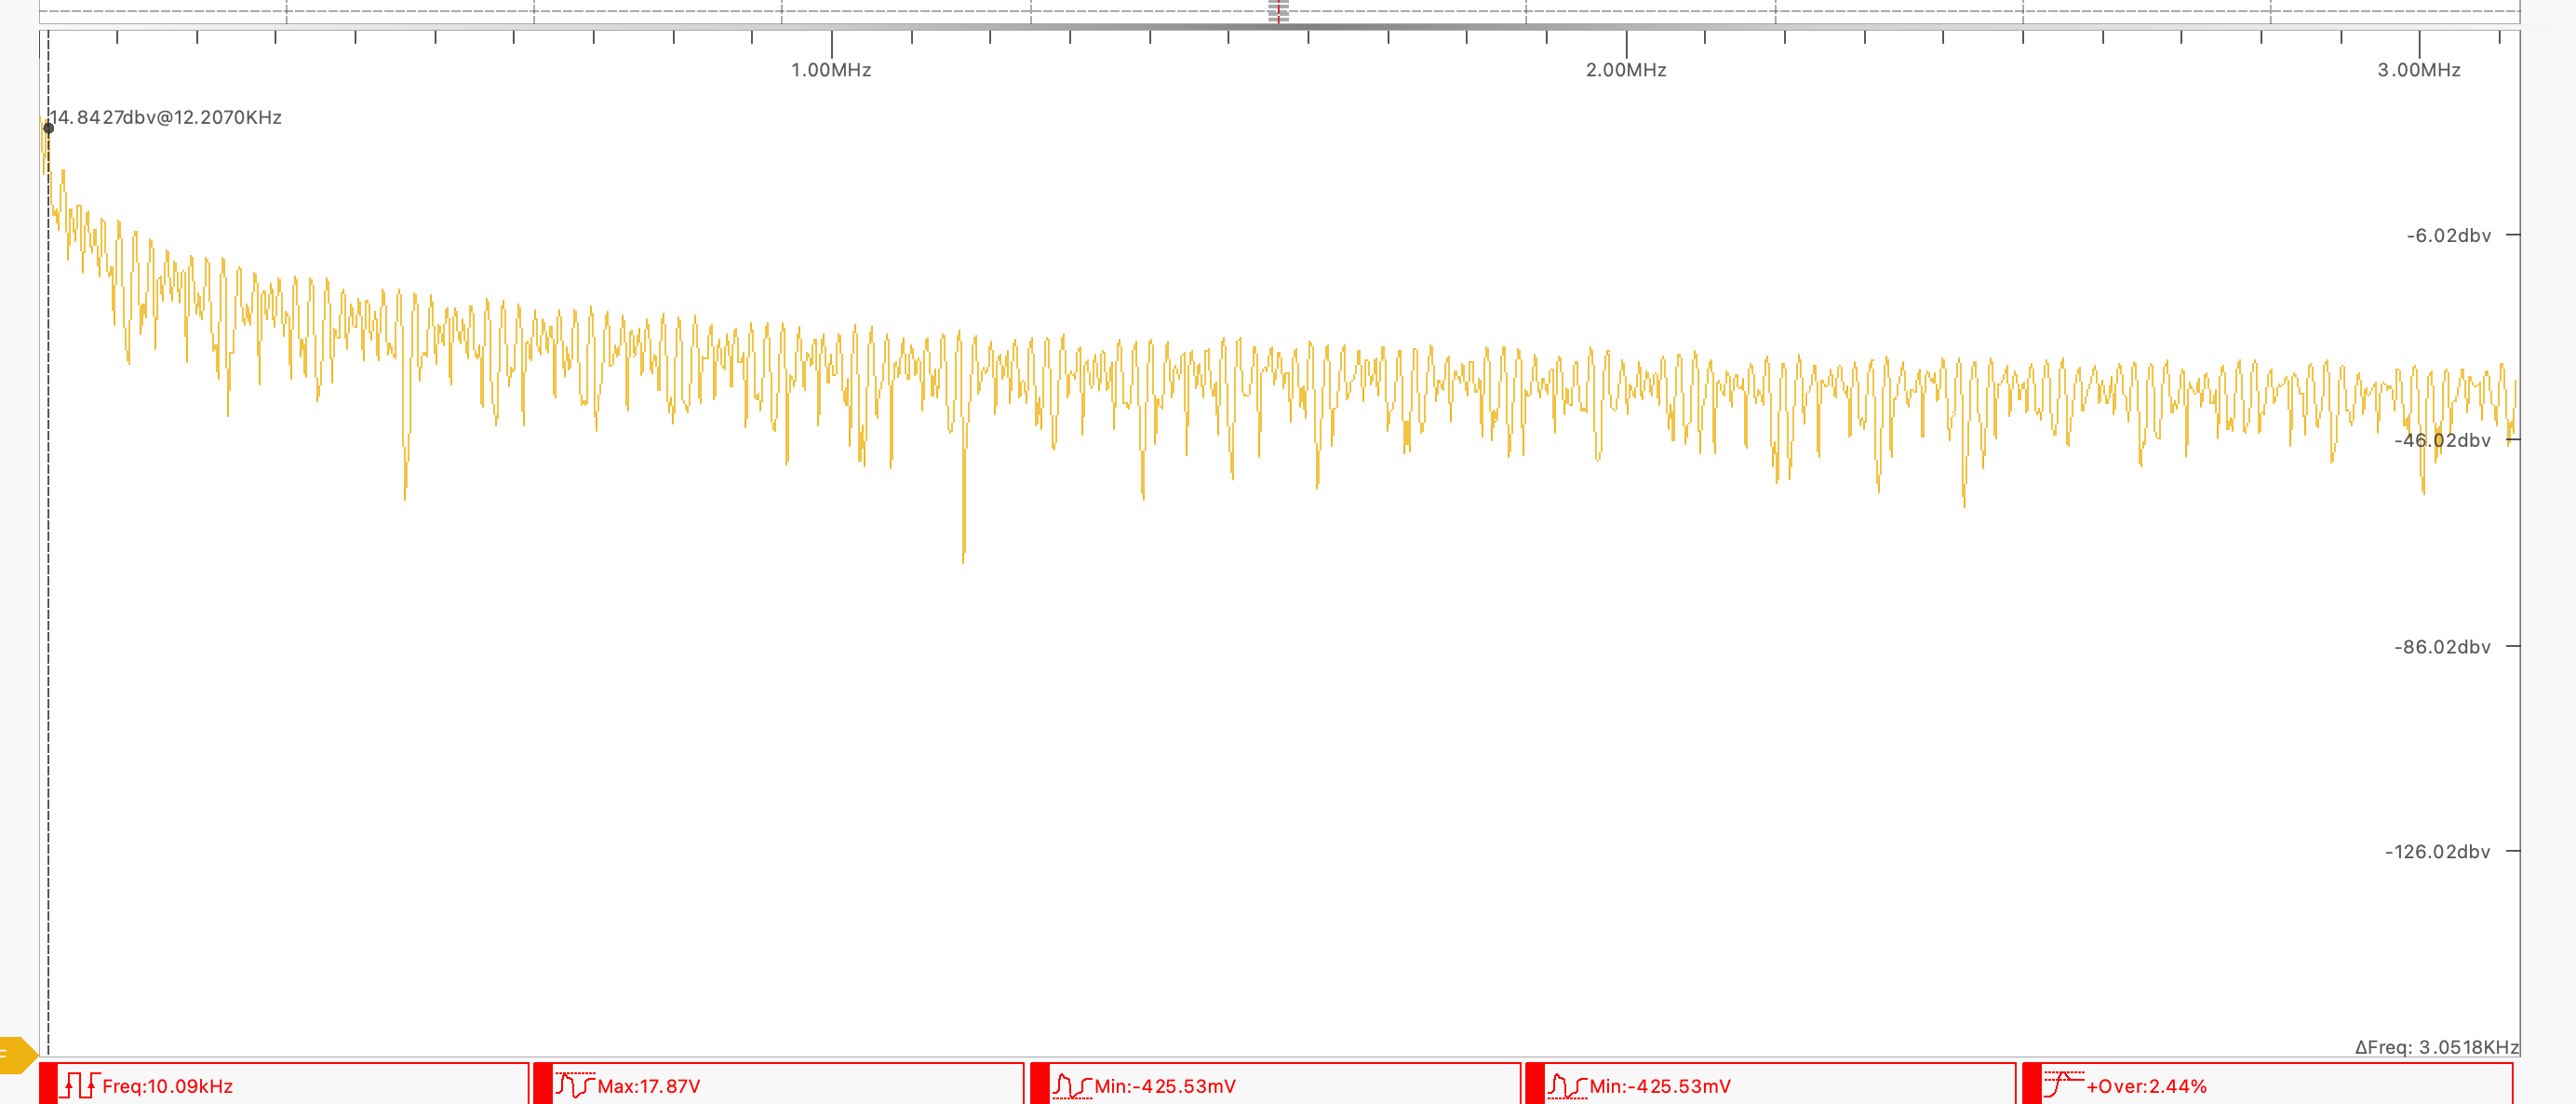 1.00MHz
2.00MHz
3.00MHz
14.8427dbv@12.2070KHz
-6.02dbv
-46.02dbv
-86.02dbv
-126.02dbv
ΔFreq: 3.0518KHz
Freq:10.09kHz
Max:17.87V
Min:-425.53mV
Min:-425.53mV
+Over:2.44%